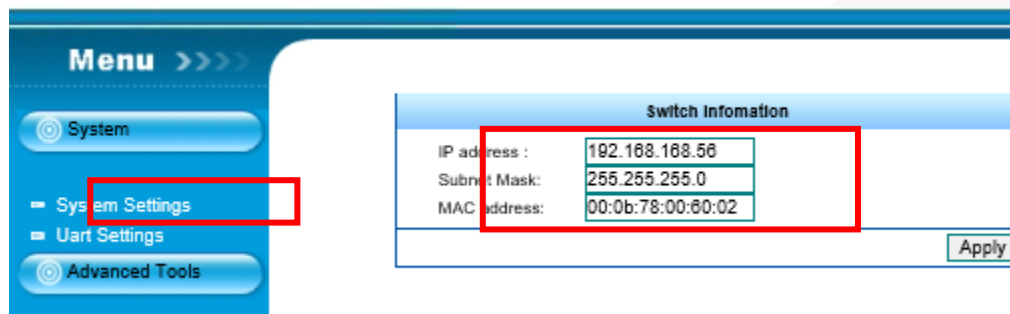 Menu >>>>
System
System Settings
Uart Settings
Advanced Tools
Switch Infomation
IP address : 192.168.168.56
Subnet Mask: 255.255.255.0
MAC address: 00:0b:78:00:60:02
Apply